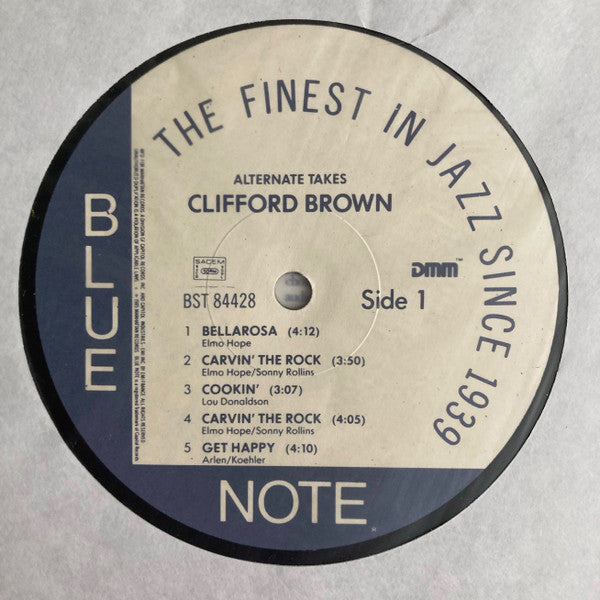 THE FINEST IN JAZZ SINCE 1939
ALTERNATE TAKES
CLIFFORD BROWN
SACEM
DMM™
BST 84428
Side 1
1 BELLAROSA (4:12)
Elmo Hope
2 CARVIN' THE ROCK (3:50)
Elmo Hope/Sonny Rollins
3 COOKIN' (3:07)
Lou Donaldson
4 CARVIN' THE ROCK (4:05)
Elmo Hope/Sonny Rollins
5 GET HAPPY (4:10)
Arlen/Koehler
BLUE
NOTE